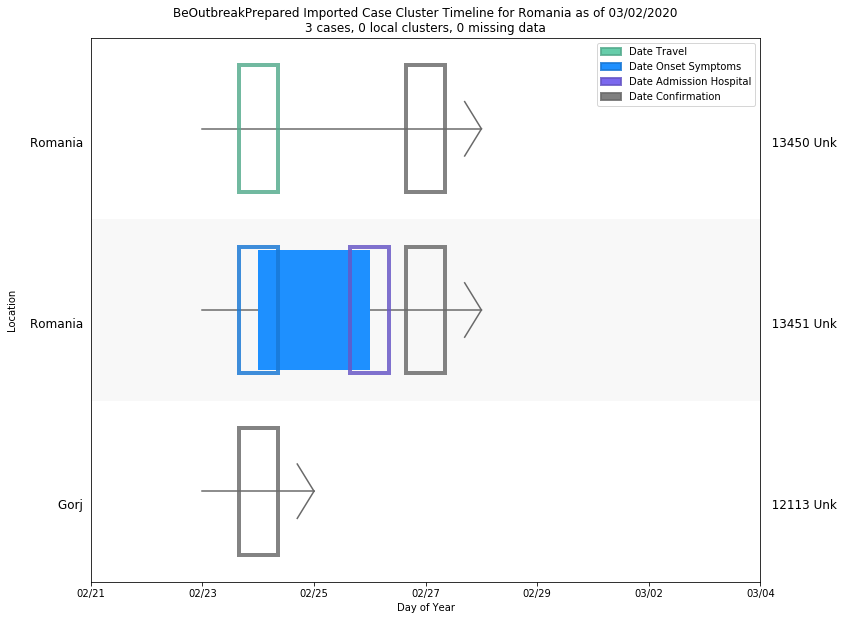 BeOutbreakPrepared Imported Case Cluster Timeline for Romania as of 03/02/2020
3 cases, 0 local clusters, 0 missing data
Date Travel
Date Onset Symptoms
Date Admission Hospital
Date Confirmation
Romania
13450 Unk
Romania
13451 Unk
Gorj
12113 Unk
Location
02/21 02/23 02/25 02/27 02/29 03/02 03/04
Day of Year